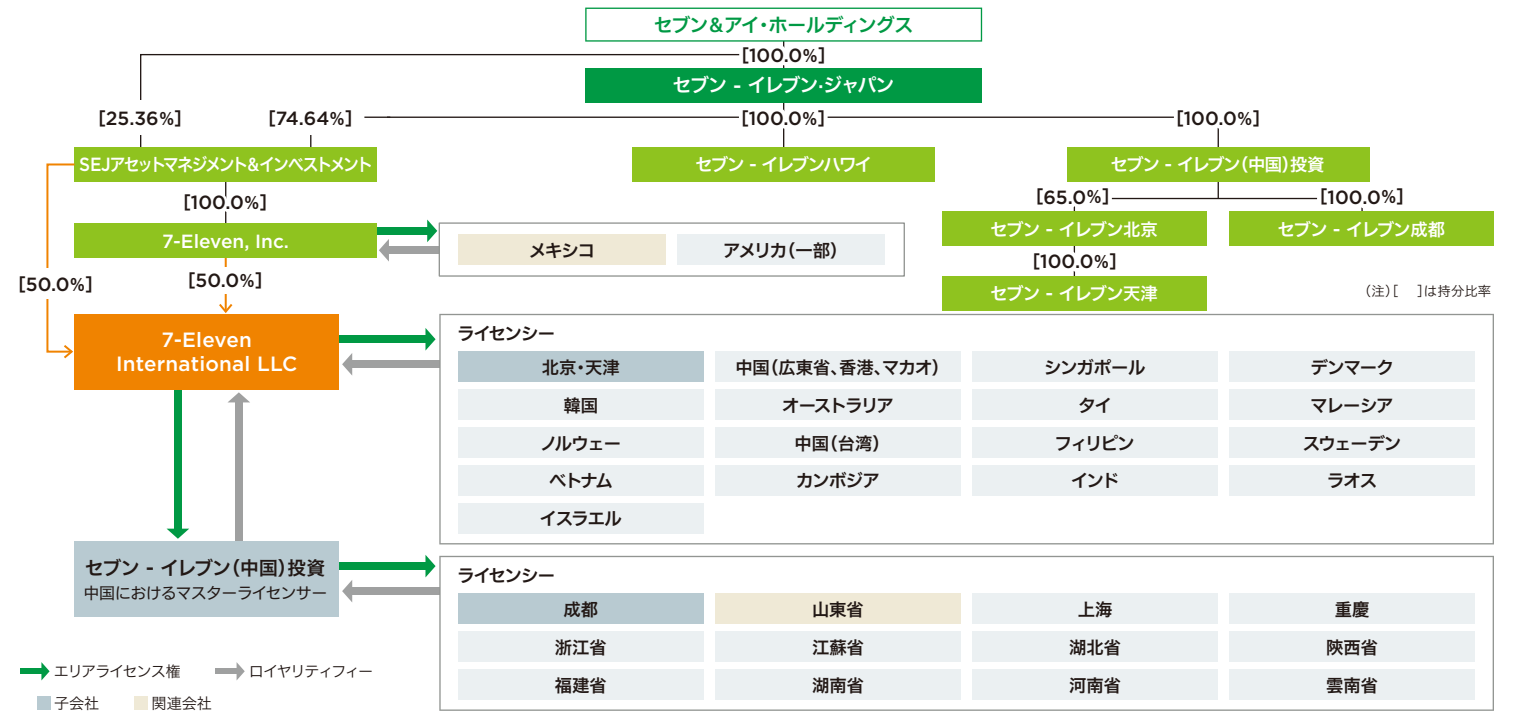 セブン&アイ・ホールディングス
[100.0%]
セブン - イレブン・ジャパン
[25.36%]
[74.64%]
[100.0%]
[100.0%]
SEJアセットマネジメント&インベストメント
セブン - イレブンハワイ
セブン - イレブン(中国)投資
[100.0%]
[65.0%]
[100.0%]
7-Eleven, Inc.
メキシコ
アメリカ(一部)
セブン - イレブン北京
セブン - イレブン成都
[100.0%]
[50.0%]
[50.0%]
セブン - イレブン天津
(注)[　]は持分比率
7-Eleven
International LLC
ライセンシー
北京・天津
中国(広東省、香港、マカオ)
シンガポール
デンマーク
韓国
オーストラリア
タイ
マレーシア
ノルウェー
中国(台湾)
フィリピン
スウェーデン
ベトナム
カンボジア
インド
ラオス
イスラエル
セブン - イレブン(中国)投資
中国におけるマスターライセンサー
ライセンシー
成都
山東省
上海
重慶
浙江省
江蘇省
湖北省
陝西省
福建省
湖南省
河南省
雲南省
エリアライセンス権
ロイヤリティフィー
子会社
関連会社